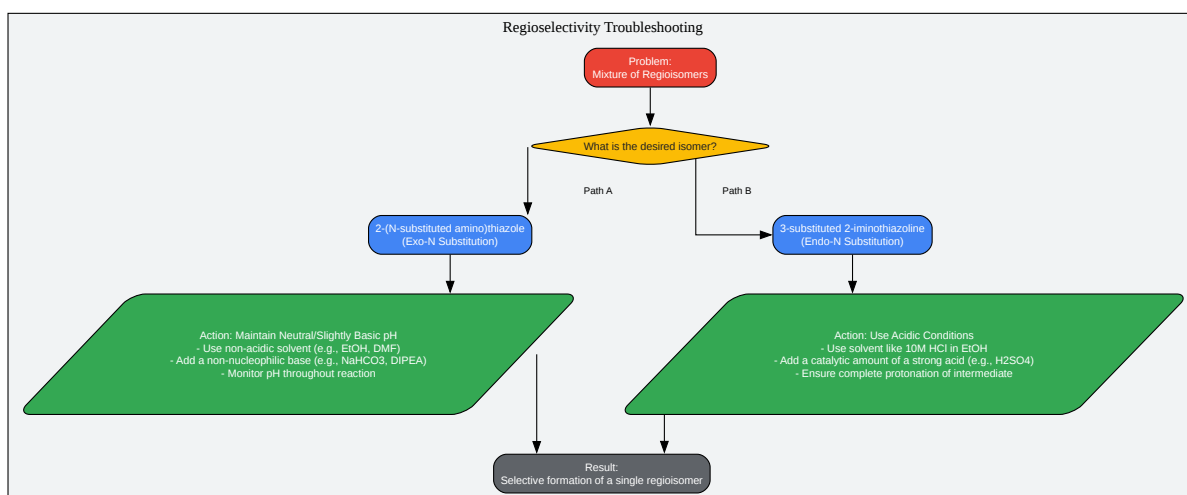 Regioselectivity Troubleshooting
Problem:
Mixture of Regioisomers
What is the desired isomer?
Path A
Path B
2-(N-substituted amino)thiazole
(Exo-N Substitution)
3-substituted 2-iminothiazoline
(Endo-N Substitution)
Action: Maintain Neutral/Slightly Basic pH
- Use non-acidic solvent (e.g., EtOH, DMF)
- Add a non-nucleophilic base (e.g., NaHCO3, DIPEA)
- Monitor pH throughout reaction
Action: Use Acidic Conditions
- Use solvent like 10M HCl in EtOH
- Add a catalytic amount of a strong acid (e.g., H2SO4)
- Ensure complete protonation of intermediate
Result:
Selective formation of a single regioisomer